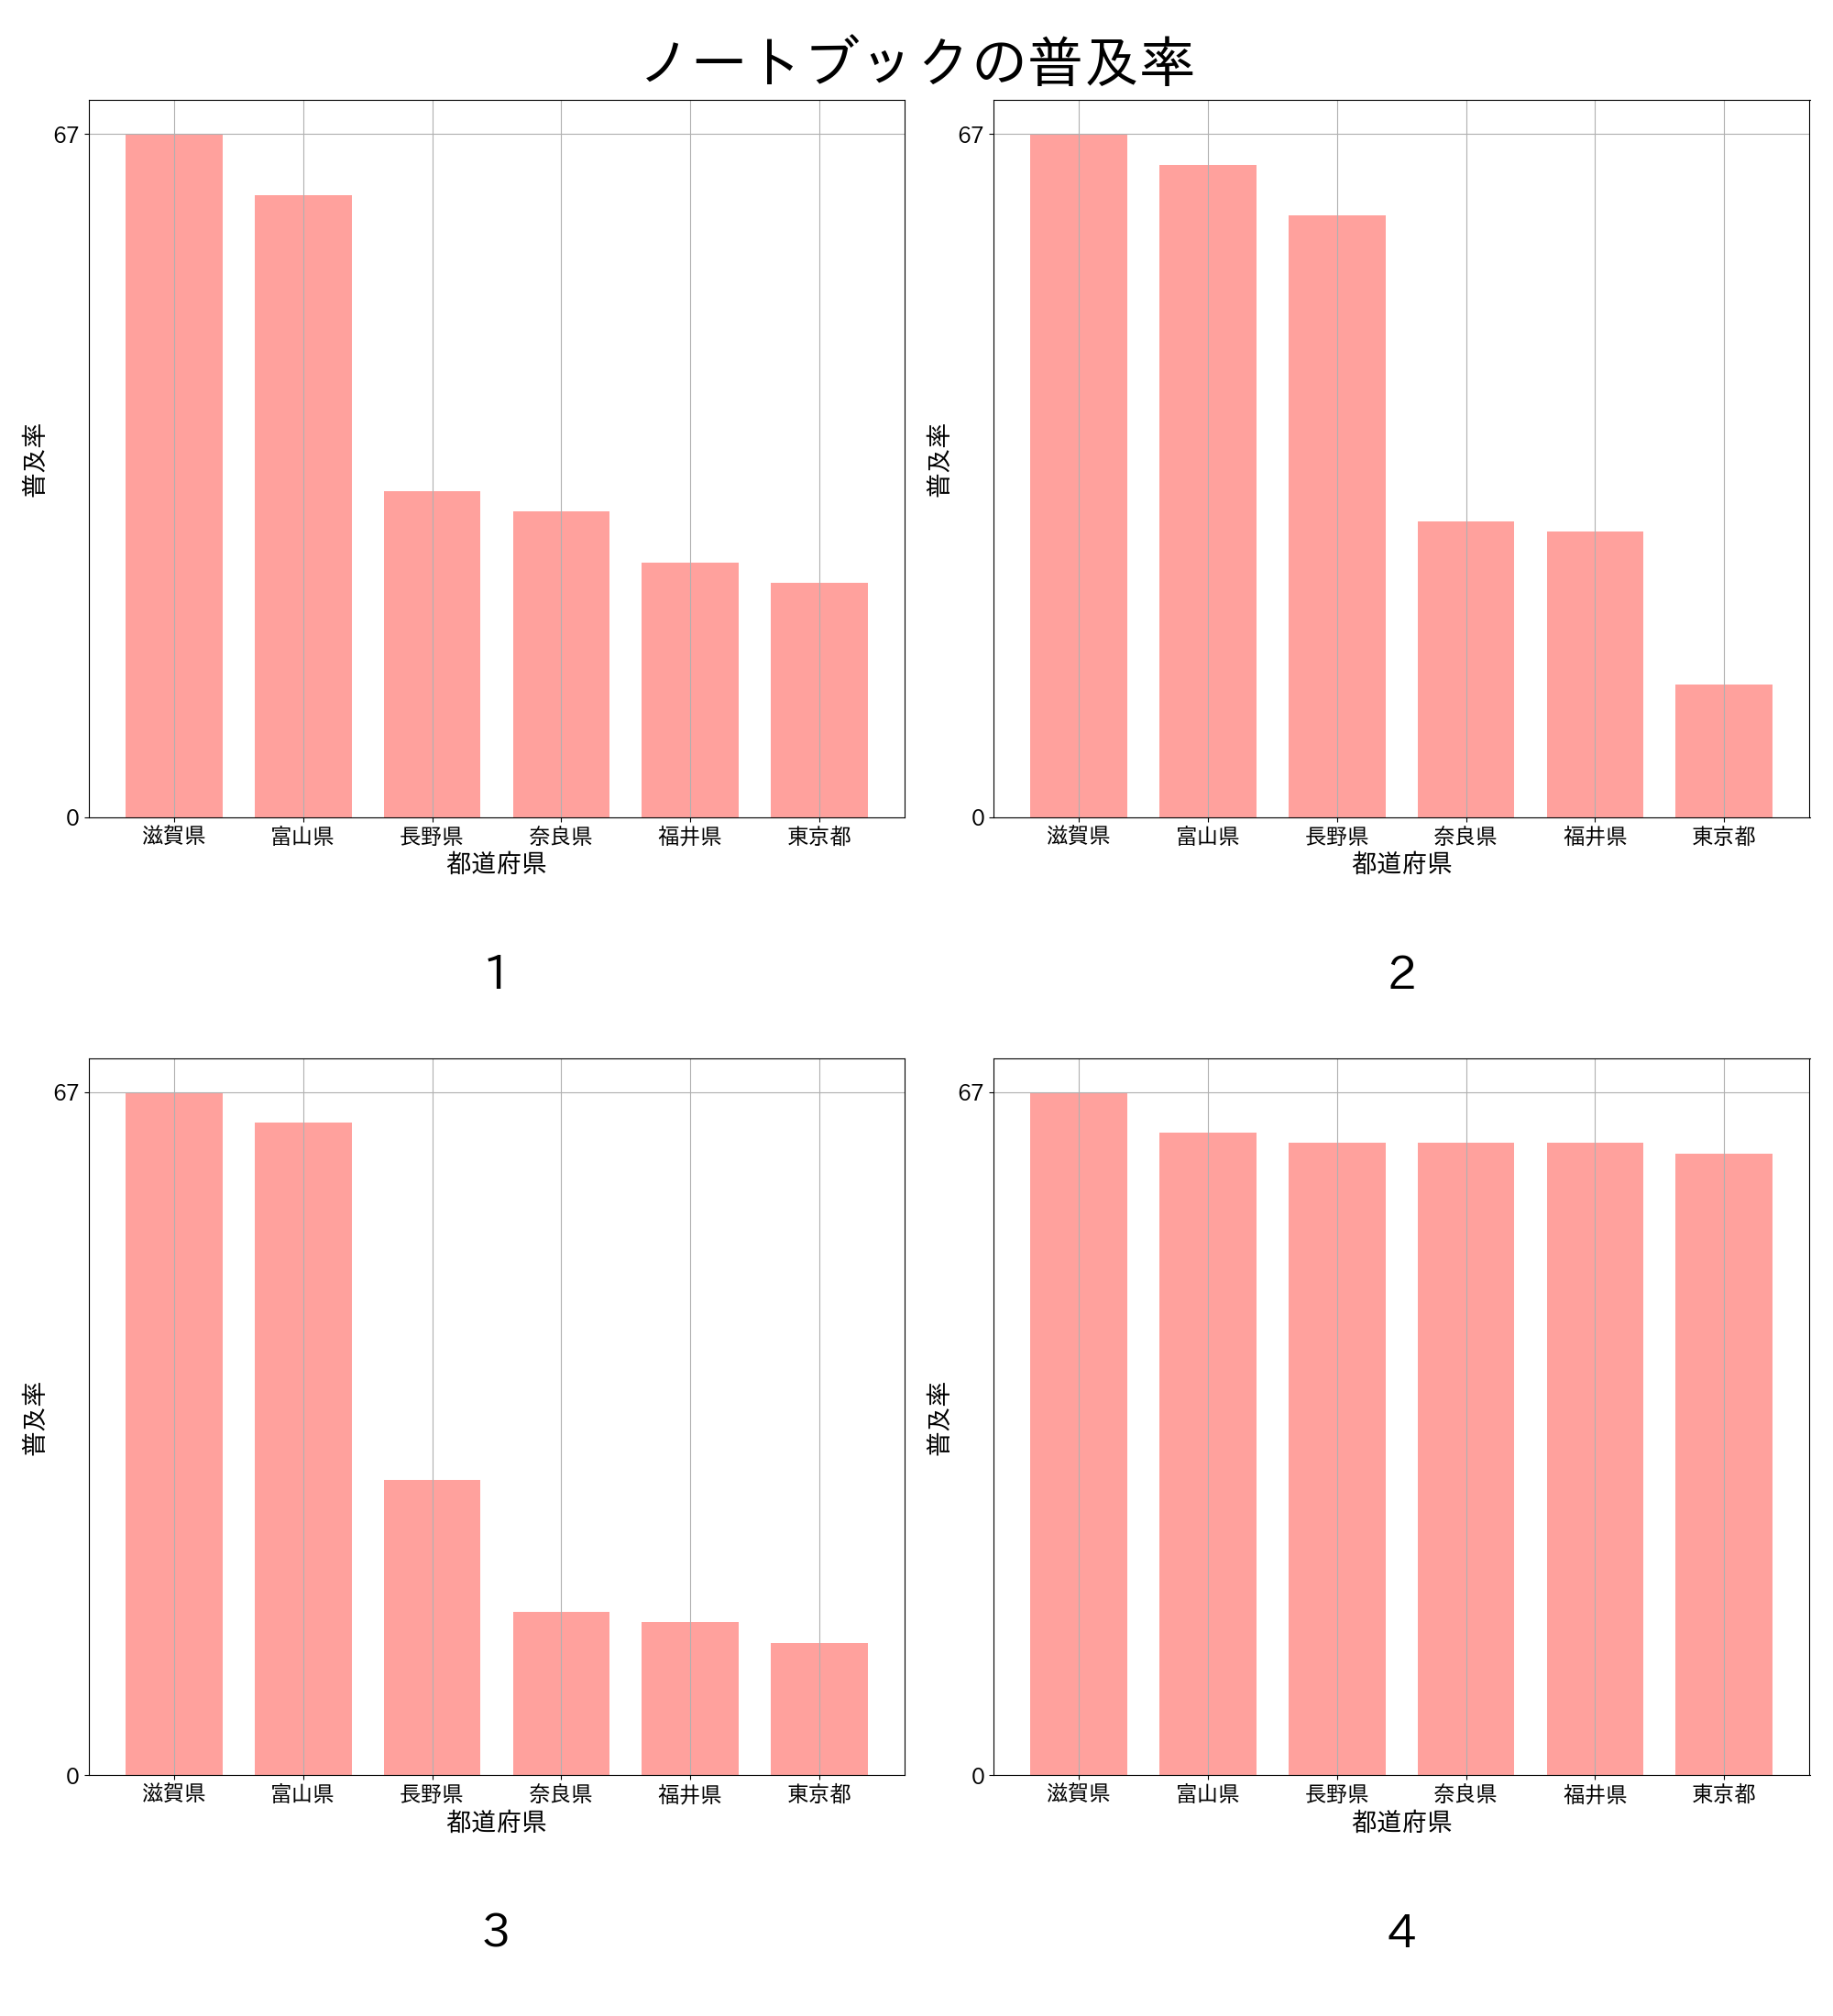 ノートブックの普及率
67
0
普及率
滋賀県 富山県 長野県 奈良県 福井県 東京都
都道府県
1
67
0
普及率
滋賀県 富山県 長野県 奈良県 福井県 東京都
都道府県
2
67
0
普及率
滋賀県 富山県 長野県 奈良県 福井県 東京都
都道府県
3
67
0
普及率
滋賀県 富山県 長野県 奈良県 福井県 東京都
都道府県
4